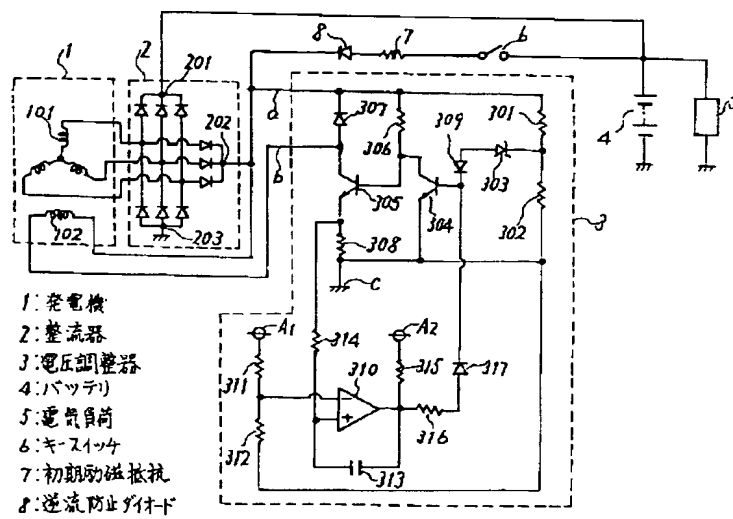 1
2
201
8
7
6
101
202
a
307
306
309
301
303
4
5
b
305
304
302
3
102
203
308
C
1:発電機
2:整流器
3:電圧調整器
4:バッテリ
5:電気負荷
6:キースイッチ
7:初期励磁抵抗
8:逆流防止ダイオード
A1
A2
314
315
317
311
310
316
312
313